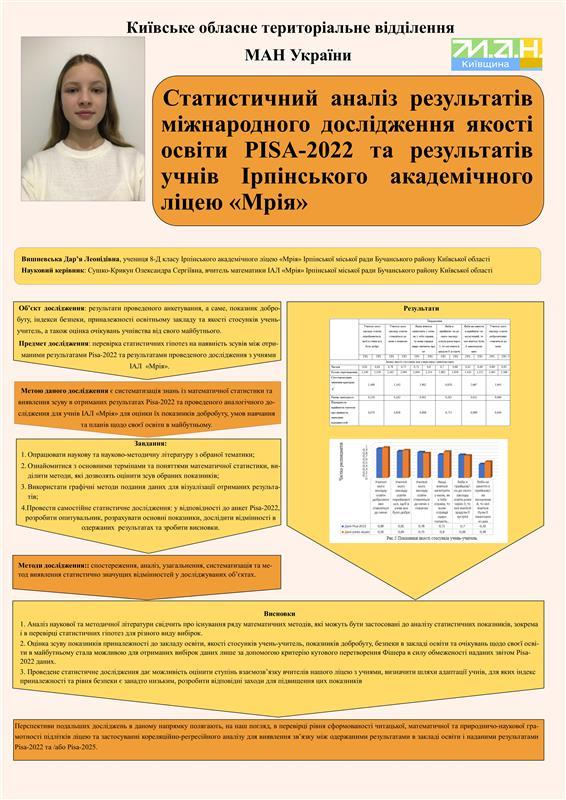 Київське обласне територіальне відділення
МАН України
М.А.Н.
Київщина
Статистичний аналіз результатів
міжнародного дослідження якості
освіти PISA-2022 та результатів
учнів Ірпінського академічного
ліцею «Мрія»
Вишневська Дар’я Леонідівна, учениця 8-Д класу Ірпінського академічного ліцею «Мрія» Ірпінської міської ради Бучанського району Київської області
Науковий керівник: Сушко-Крикун Олександра Сергіївна, вчитель математики ІАЛ «Мрія» Ірпінської міської ради Бучанського району Київської області
Об’єкт дослідження: результати проведеного анкетування, а саме, показник добро-
буту, індекси безпеки, приналежності освітньому закладу та якості стосунків учень-
учитель, а також оцінка очікувань учнівства від свого майбутнього.
Предмет дослідження: перевірка статистичних гіпотез на наявність зсувів між отри-
маними результатами Pisa-2022 та результатами проведеного дослідження з учнями
ІАЛ «Мрія».
Метою даного дослідження є систематизація знань із математичної статистики та
виявлення зсуву в отриманих результатах Pisa-2022 та проведеного аналогічного до-
слідження для учнів ІАЛ «Мрія» для оцінки їх показників добробуту, умов навчання
та планів щодо своєї освіти в майбутньому.
Завдання:
1. Опрацювати наукову та науково-методичну літературу з обраної тематики;
2. Ознайомитися з основними термінами та поняттями математичної статистики, ви-
ділити методи, які дозволять оцінити зсув обраних показників;
3. Використати графічні методи подання даних для візуалізації отриманих результа-
тів;
4.Провести самостійне статистичне дослідження: у відповідності до анкет Pisa-2022,
розробити опитувальник, розрахувати основні показники, дослідити відмінності в
одержаних результатах та зробити висновки.
Методи дослідження:: спостереження, аналіз, узагальнення, систематизація та ме-
тод виявлення статистично значущих відмінностей у досліджуваних об’єктах.
Результати
Рис.5 Показники якості стосунків учень-учитель.
Висновки
1. Аналіз наукової та методичної літератури свідчить про існування ряду математичних методів, які можуть бути застосовані до аналізу статистичних показників, зокрема
і в перевірці статистичних гіпотез для різного виду вибірок.
2. Оцінка зсуву показників приналежності до закладу освіти, якості стосунків учень-учитель, показників добробуту, безпеки в закладі освіти та очікувань щодо своєї осві-
ти в майбутньому стала можливою для отриманих вибірок даних лише за допомогою критерію кутового перетворення Фішера в силу обмеженості наданих звітом Pisa-
2022 даних.
3. Проведене статистичне дослідження дає можливість оцінити ступінь взаємозв’язку вчителів нашого ліцею з учнями, визначити шляхи адаптації учнів, для яких індекс
приналежності та рівня безпеки є занадто низьким, розробити відповідні заходи для підвищення цих показників
Перспективи подальших досліджень в даному напрямку полягають, на наш погляд, в перевірці рівня сформованості читацької, математичної та природничо-наукової гра-
мотності підлітків ліцею та застосуванні кореляційно-регресійного аналізу для виявлення зв’язку між одержаними результатами в закладі освіти і наданими результатами
Pisa-2022 та /або Pisa-2025.